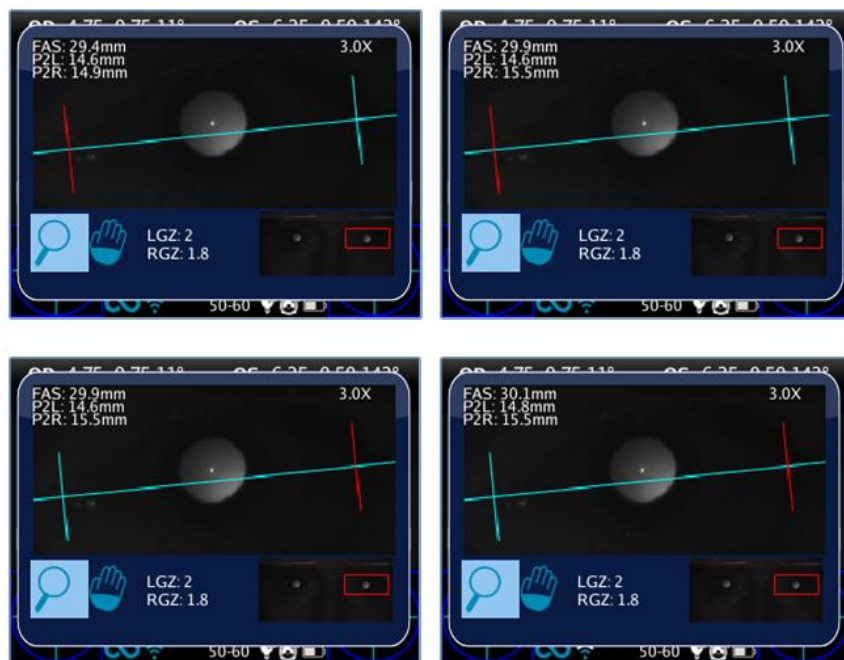 FAS: 29.4mm
P2L: 14.6mm
P2R: 14.9mm
3.0X
LGZ: 2
RGZ: 1.8
50-60
FAS: 29.9mm
P2L: 14.6mm
P2R: 15.5mm
3.0X
LGZ: 2
RGZ: 1.8
50-60
FAS: 29.9mm
P2L: 14.6mm
P2R: 15.5mm
3.0X
LGZ: 2
RGZ: 1.8
50-60
FAS: 30.1mm
P2L: 14.8mm
P2R: 15.5mm
3.0X
LGZ: 2
RGZ: 1.8
50-60